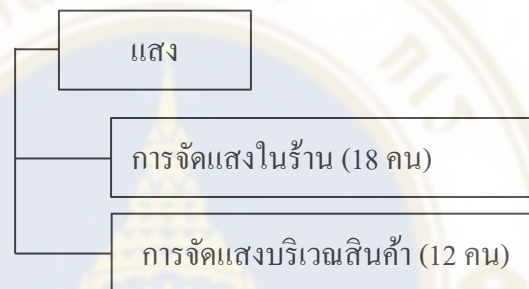 แสง
การจัดแสงในร้าน (18 คน)
การจัดแสงบริเวณสินค้า (12 คน)